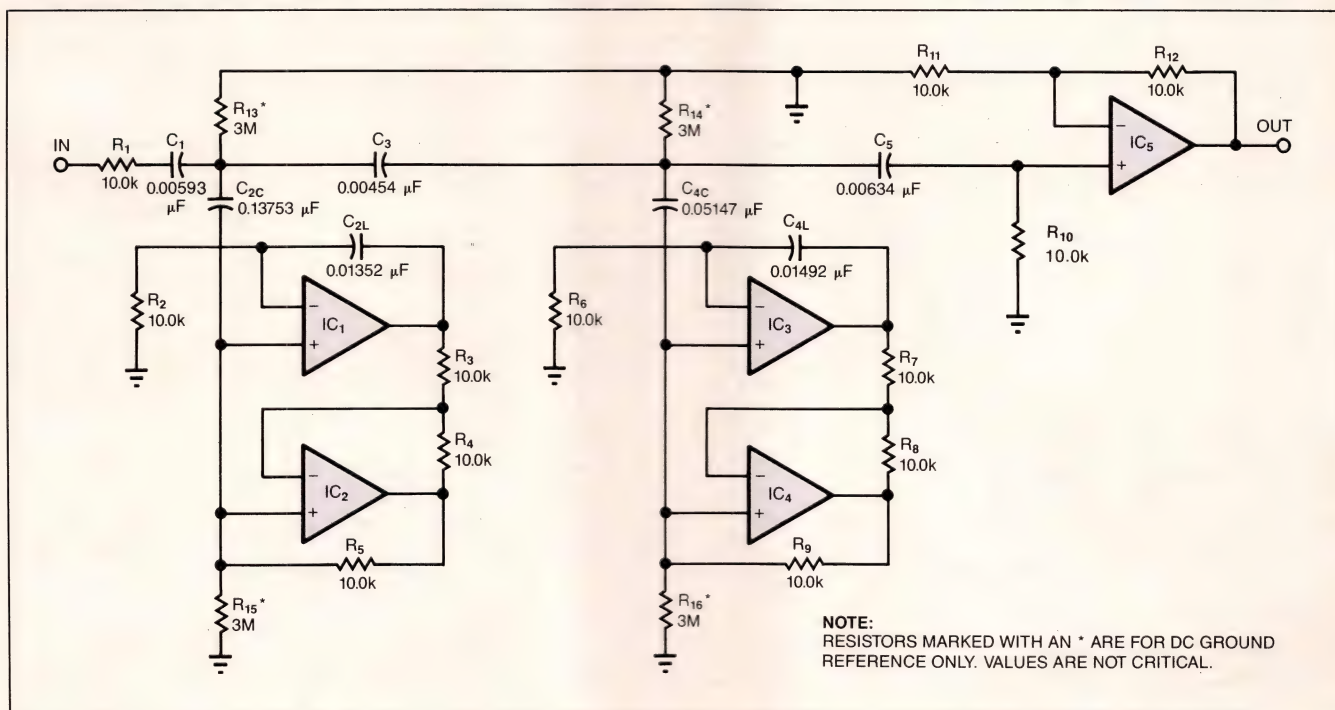 R11
10.0k
R12
10.0k
R13*
3M
R14*
3M
IN
R1
10.0k
C1
0.00593
µF
C3
0.00454 µF
C5
0.00634 µF
IC5
OUT
C2C
0.13753 µF
C4C
0.05147 µF
R10
10.0k
C2L
0.01352 µF
C4L
0.01492 µF
R2
10.0k
IC1
R6
10.0k
IC3
R3
10.0k
R7
10.0k
R4
10.0k
R8
10.0k
IC2
IC4
R5
10.0k
R9
10.0k
R15*
3M
R16*
3M
NOTE:
RESISTORS MARKED WITH AN * ARE FOR DC GROUND
REFERENCE ONLY. VALUES ARE NOT CRITICAL.